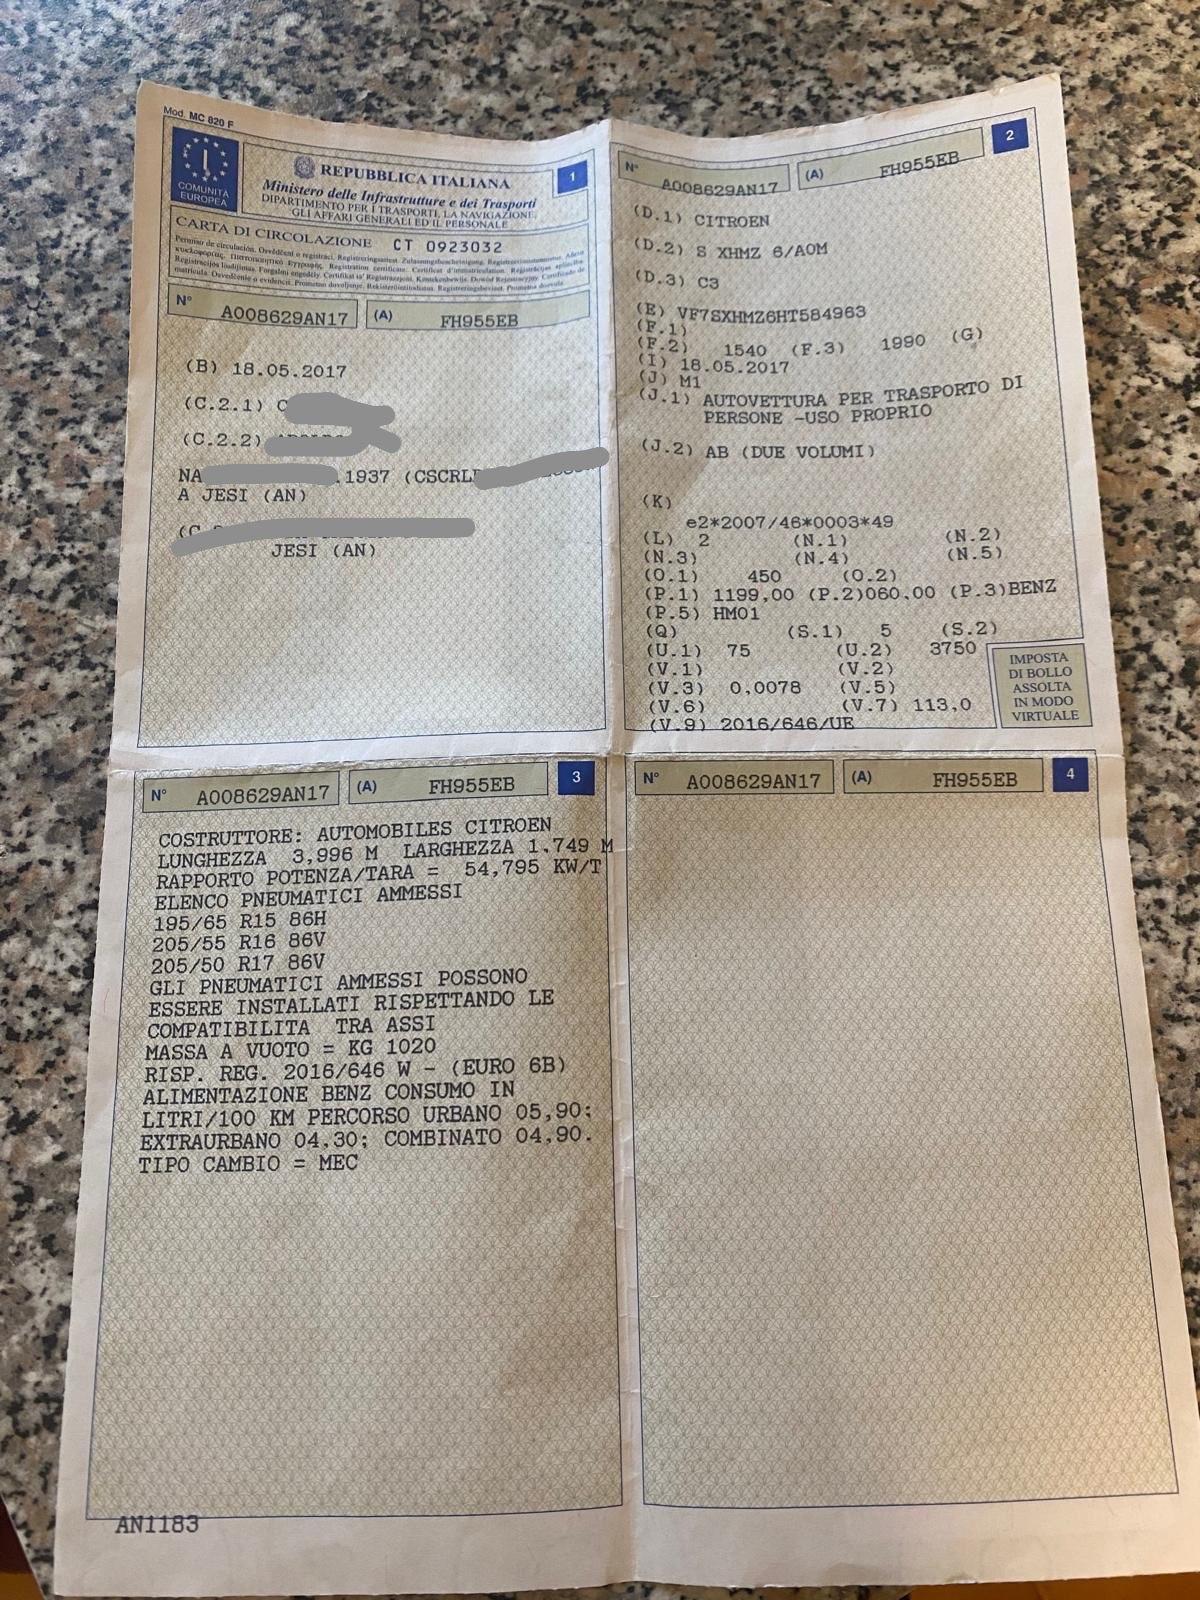 Mod. MC 820 F
COMUNITÀ
EUROPEA
REPUBBLICA ITALIANA
1
Ministero delle Infrastrutture e dei Trasporti
DIPARTIMENTO PER I TRASPORTI, LA NAVIGAZIONE,
GLI AFFARI GENERALI ED IL PERSONALE
CARTA DI CIRCOLAZIONE CT 0923032
N° A008629AN17 (A) FH955EB
(B) 18.05.2017
(C.2.1) C
(C.2.2)
NA 1937 (CSCRL
A JESI (AN)
JESI (AN)
N° A008629AN17 (A) FH955EB 2
(D.1) CITROEN
(D.2) S XHMZ 6/AOM
(D.3) C3
(E) VF7SXHMZ6HT584963
(F.1)
(F.2) 1540 (F.3) 1990 (G)
(I) 18.05.2017
(J) M1
(J.1) AUTOVETTURA PER TRASPORTO DI
PERSONE -USO PROPRIO
(J.2) AB (DUE VOLUMI)
(K)
e2*2007/46*0003*49
(L) 2 (N.1) (N.2)
(N.3) (N.4) (N.5)
(O.1) 450 (O.2)
(P.1) 1199,00 (P.2)060,00 (P.3)BENZ
(P.5) HM01
(Q) (S.1) 5 (S.2)
(U.1) 75 (U.2) 3750
(V.1) (V.2)
(V.3) 0,0078 (V.5)
(V.6) (V.7) 113,0
(V.9) 2016/646/UE
IMPOSTA
DI BOLLO
ASSOLTA
IN MODO
VIRTUALE
N° A008629AN17 (A) FH955EB 3
COSTRUTTORE: AUTOMOBILES CITROEN
LUNGHEZZA 3,996 M LARGHEZZA 1,749 M
RAPPORTO POTENZA/TARA = 54,795 KW/T
ELENCO PNEUMATICI AMMESSI
195/65 R15 86H
205/55 R16 86V
205/50 R17 86V
GLI PNEUMATICI AMMESSI POSSONO
ESSERE INSTALLATI RISPETTANDO LE
COMPATIBILITA TRA ASSI
MASSA A VUOTO = KG 1020
RISP. REG. 2016/646 W - (EURO 6B)
ALIMENTAZIONE BENZ CONSUMO IN
LITRI/100 KM PERCORSO URBANO 05,90;
EXTRAURBANO 04,30; COMBINATO 04,90.
TIPO CAMBIO = MEC
AN1183
N° A008629AN17 (A) FH955EB 4